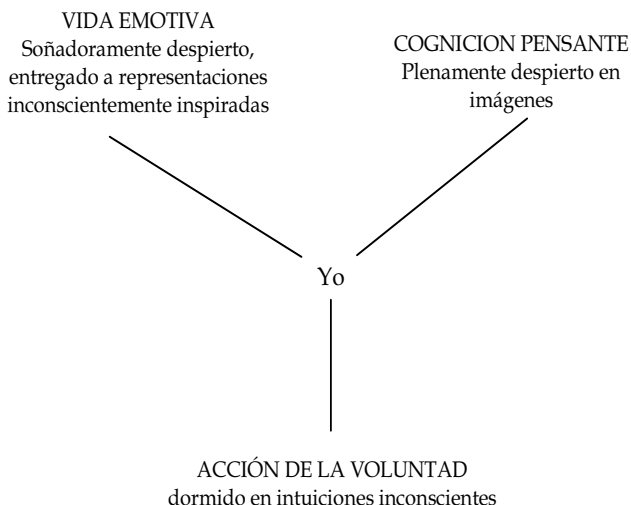 VIDA EMOTIVA
Soñadoramente despierto,
entregado a representaciones
inconscientemente inspiradas
COGNICION PENSANTE
Plenamente despierto en
imágenes
Yo
ACCIÓN DE LA VOLUNTAD
dormido en intuiciones inconscientes